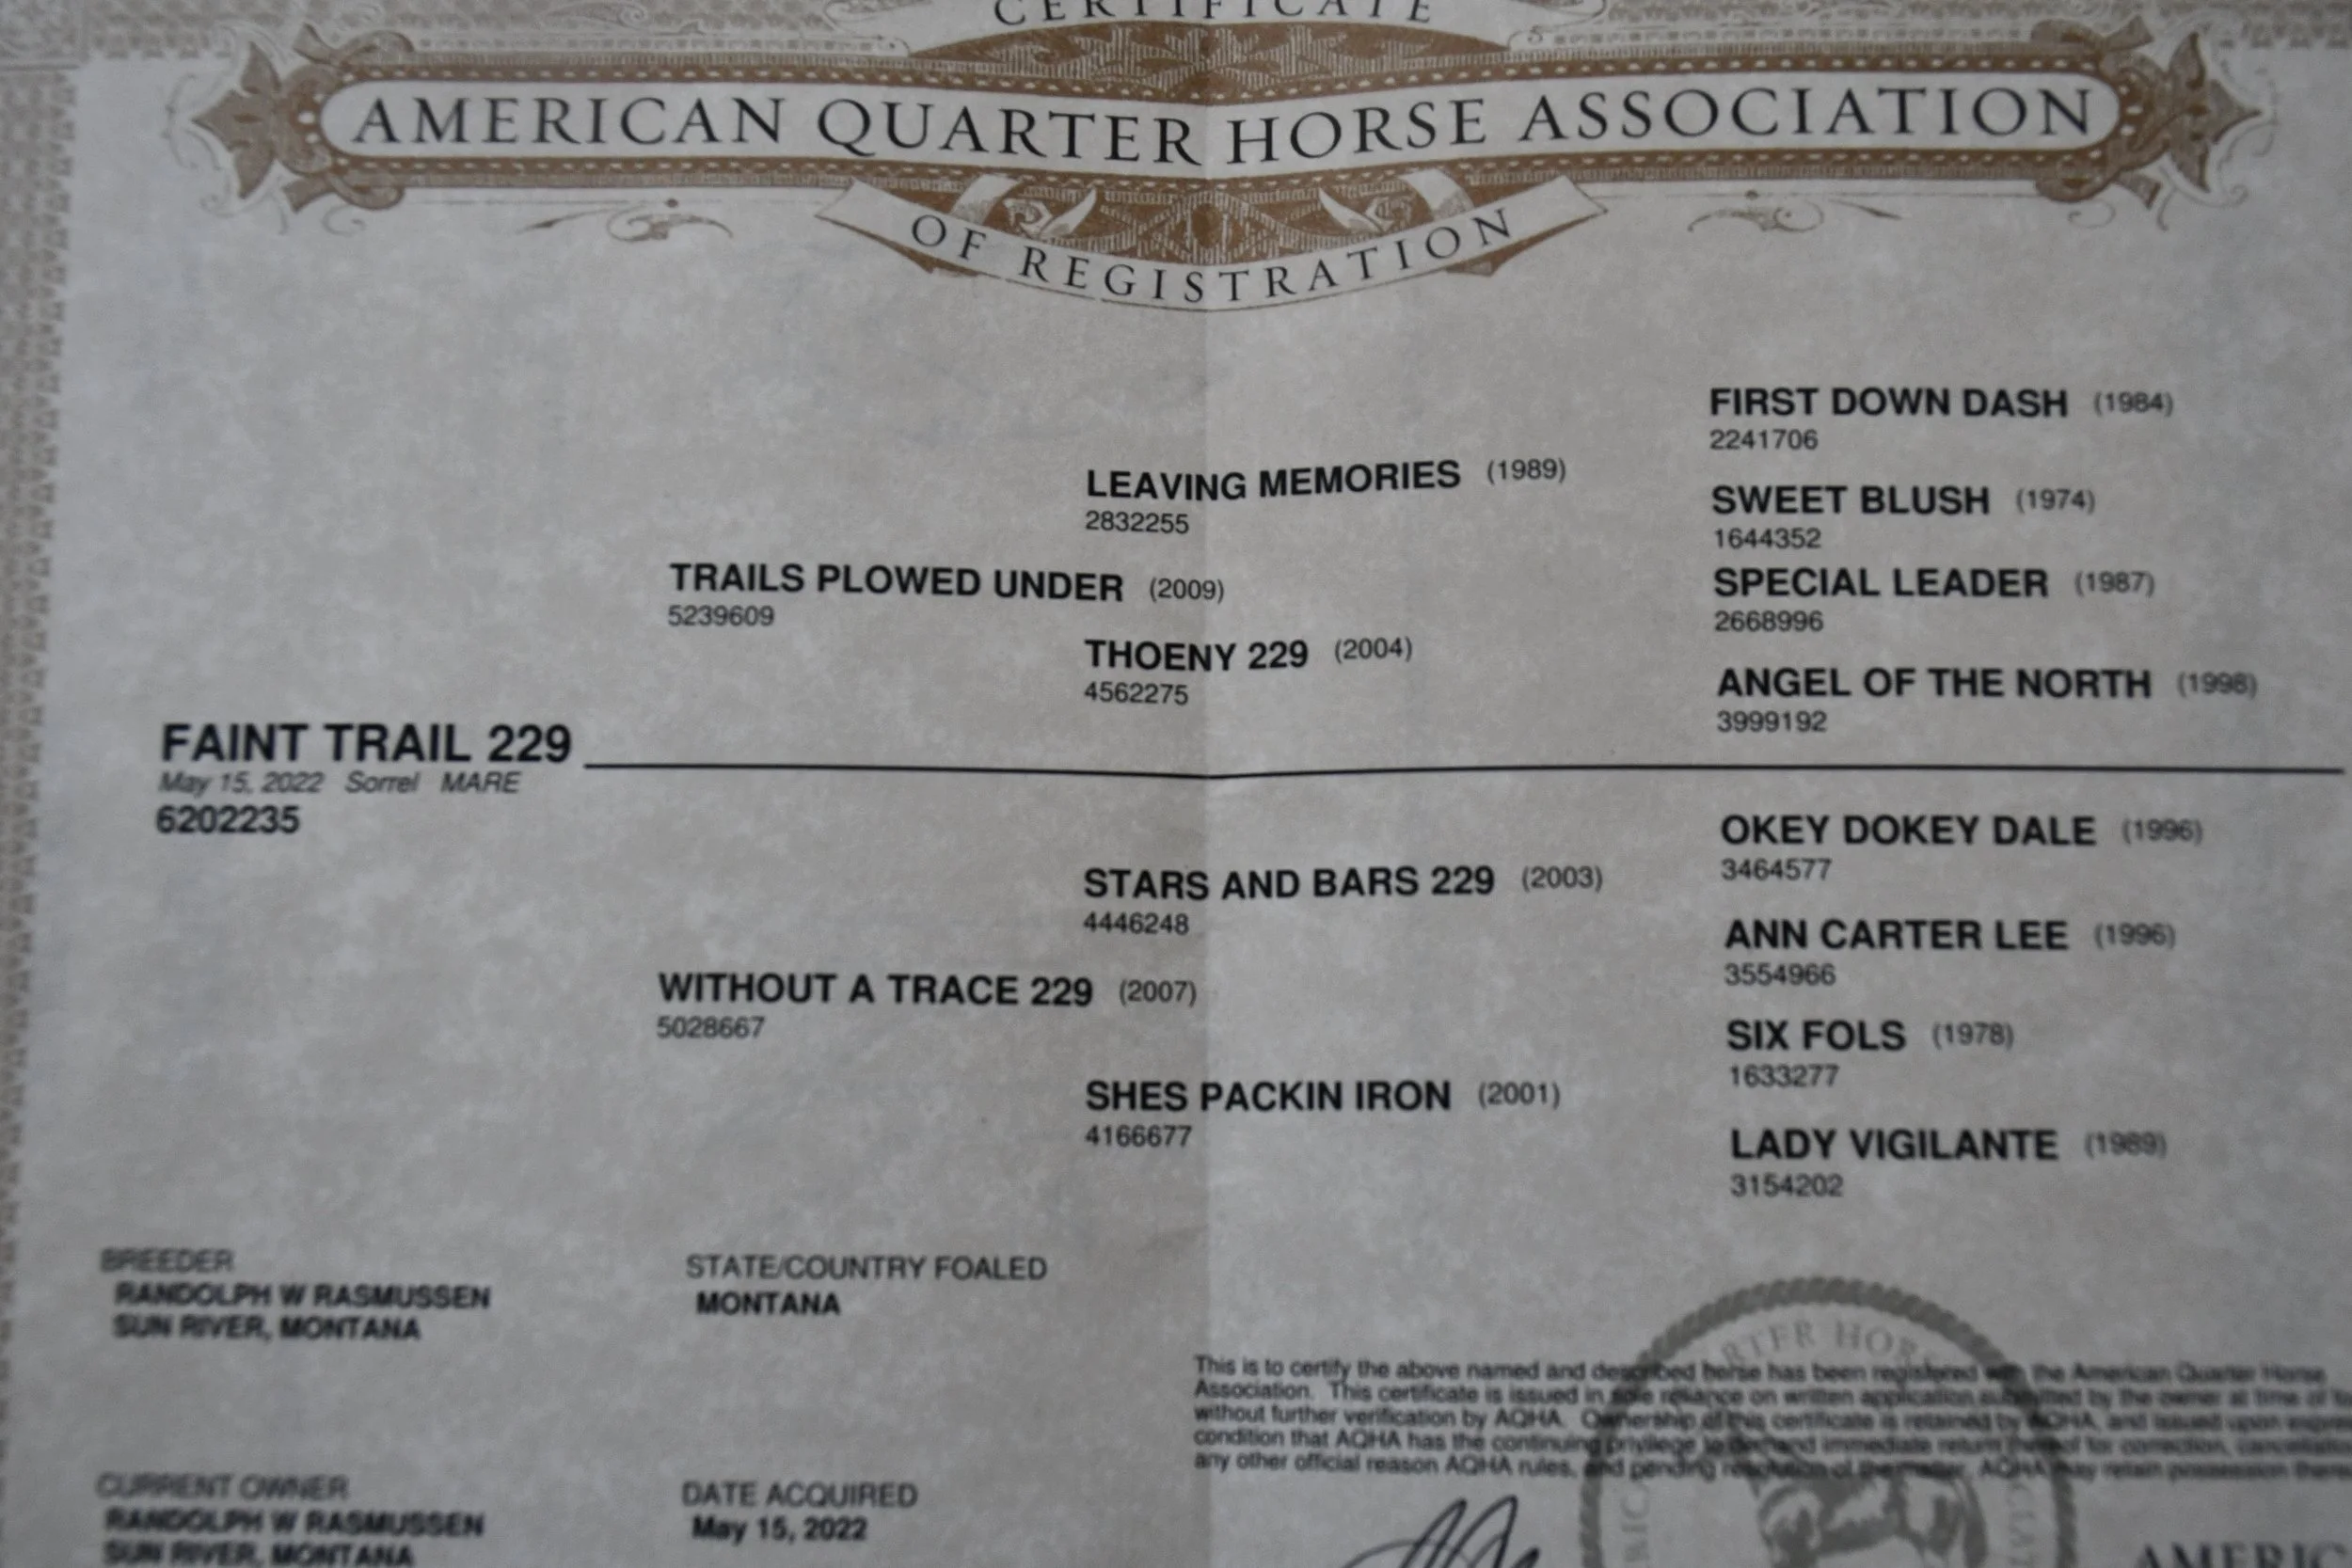 CERTIFICATE
AMERICAN QUARTER HORSE ASSOCIATION
OF REGISTRATION
FIRST DOWN DASH (1984)
2241706
LEAVING MEMORIES (1989)
2832255
SWEET BLUSH (1974)
1644352
TRAILS PLOWED UNDER (2009)
5239609
SPECIAL LEADER (1987)
2668996
THOENY 229 (2004)
4562275
ANGEL OF THE NORTH (1998)
3999192
FAINT TRAIL 229
May 15, 2022 Sorrel MARE
6202235
OKEY DOKEY DALE (1996)
3464577
STARS AND BARS 229 (2003)
4446248
ANN CARTER LEE (1996)
3554966
WITHOUT A TRACE 229 (2007)
5028667
SIX FOLS (1978)
1633277
SHES PACKIN IRON (2001)
4166677
LADY VIGILANTE (1989)
3154202
BREEDER
RANDOLPH W RASMUSSEN
SUN RIVER, MONTANA
STATE/COUNTRY FOALED
MONTANA
This is to certify the above named and described horse has been registered with the American Quarter Horse
Association. This certificate is issued in sole reliance on written application submitted by the owner at time of
without further verification by AQHA. Ownership of this certificate is retained by AQHA, and issued upon
condition that AQHA has the continuing privilege to demand immediate return thereof for correction,
any other official reason AQHA rules, and pending resolution of the matter, AQHA may retain possession
CURRENT OWNER
RANDOLPH W RASMUSSEN
SUN RIVER, MONTANA
DATE ACQUIRED
May 15, 2022